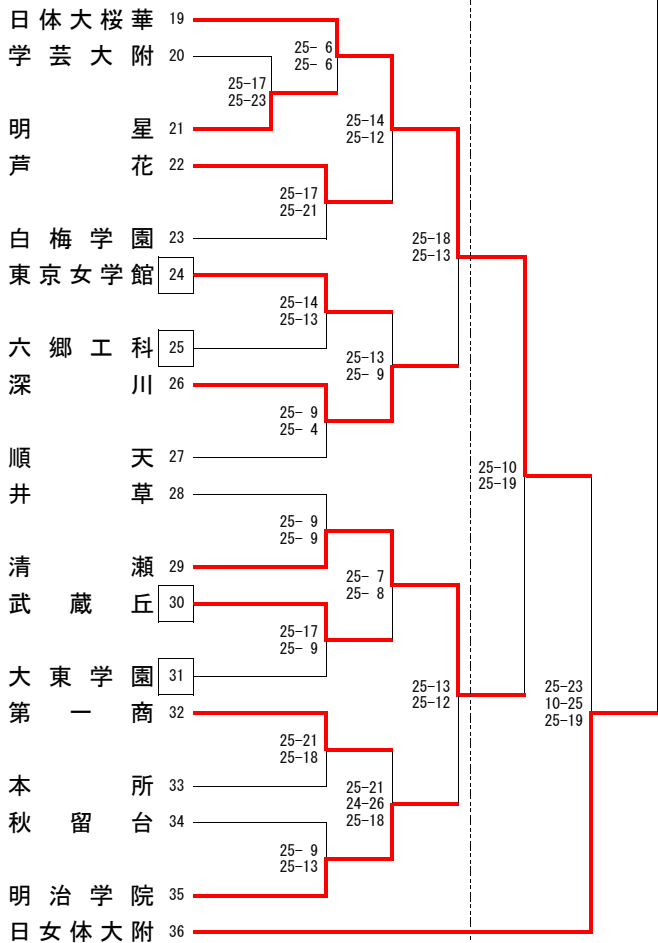 日体大桜華 19
学芸大附 20
明星 21
芦花 22
白梅学園 23
東京女学館 24
六郷工科 25
深川 26
順天 27
井草 28
清瀬 29
武蔵丘 30
大東学園 31
第一商 32
本所 33
秋留台 34
明治学院 35
日女体大附 36
25-17
25-23
25- 6
25- 6
25-17
25-21
25-14
25-12
25-14
25-13
25- 9
25- 4
25-13
25- 9
25-18
25-13
25- 9
25- 9
25-17
25- 9
25- 7
25- 8
25-21
25-18
25- 9
25-13
25-21
24-26
25-18
25-13
25-12
25-10
25-19
25-23
10-25
25-19